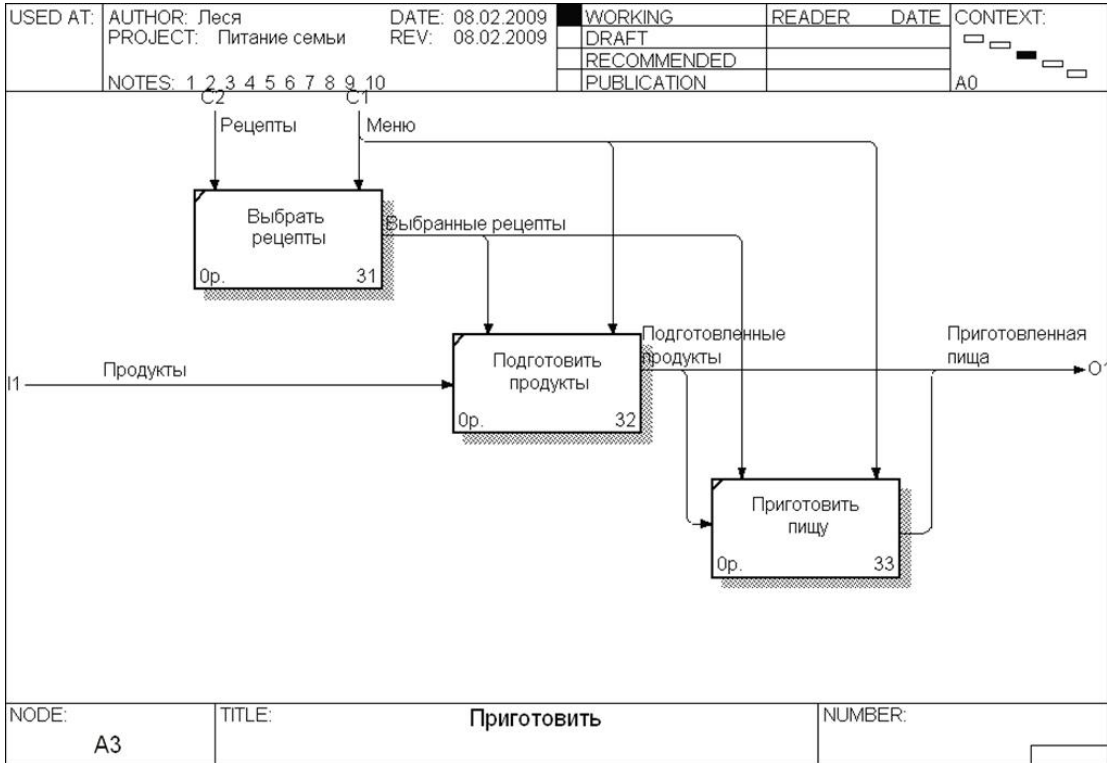 USED AT:
AUTHOR: Леся
DATE: 08.02.2009
PROJECT: Питание семьи
REV: 08.02.2009
NOTES: 1 2 3 4 5 6 7 8 9 10
WORKING
DRAFT
RECOMMENDED
PUBLICATION
READER DATE
CONTEXT:
A0
C2
C1
Рецепты
Меню
Выбрать
рецепты
0р. 31
Выбранные рецепты
I1
Продукты
Подготовить
продукты
0р. 32
Подготовленные
продукты
Приготовленная
пища
O1
Приготовить
пищу
0р. 33
NODE:
A3
TITLE:
Приготовить
NUMBER: